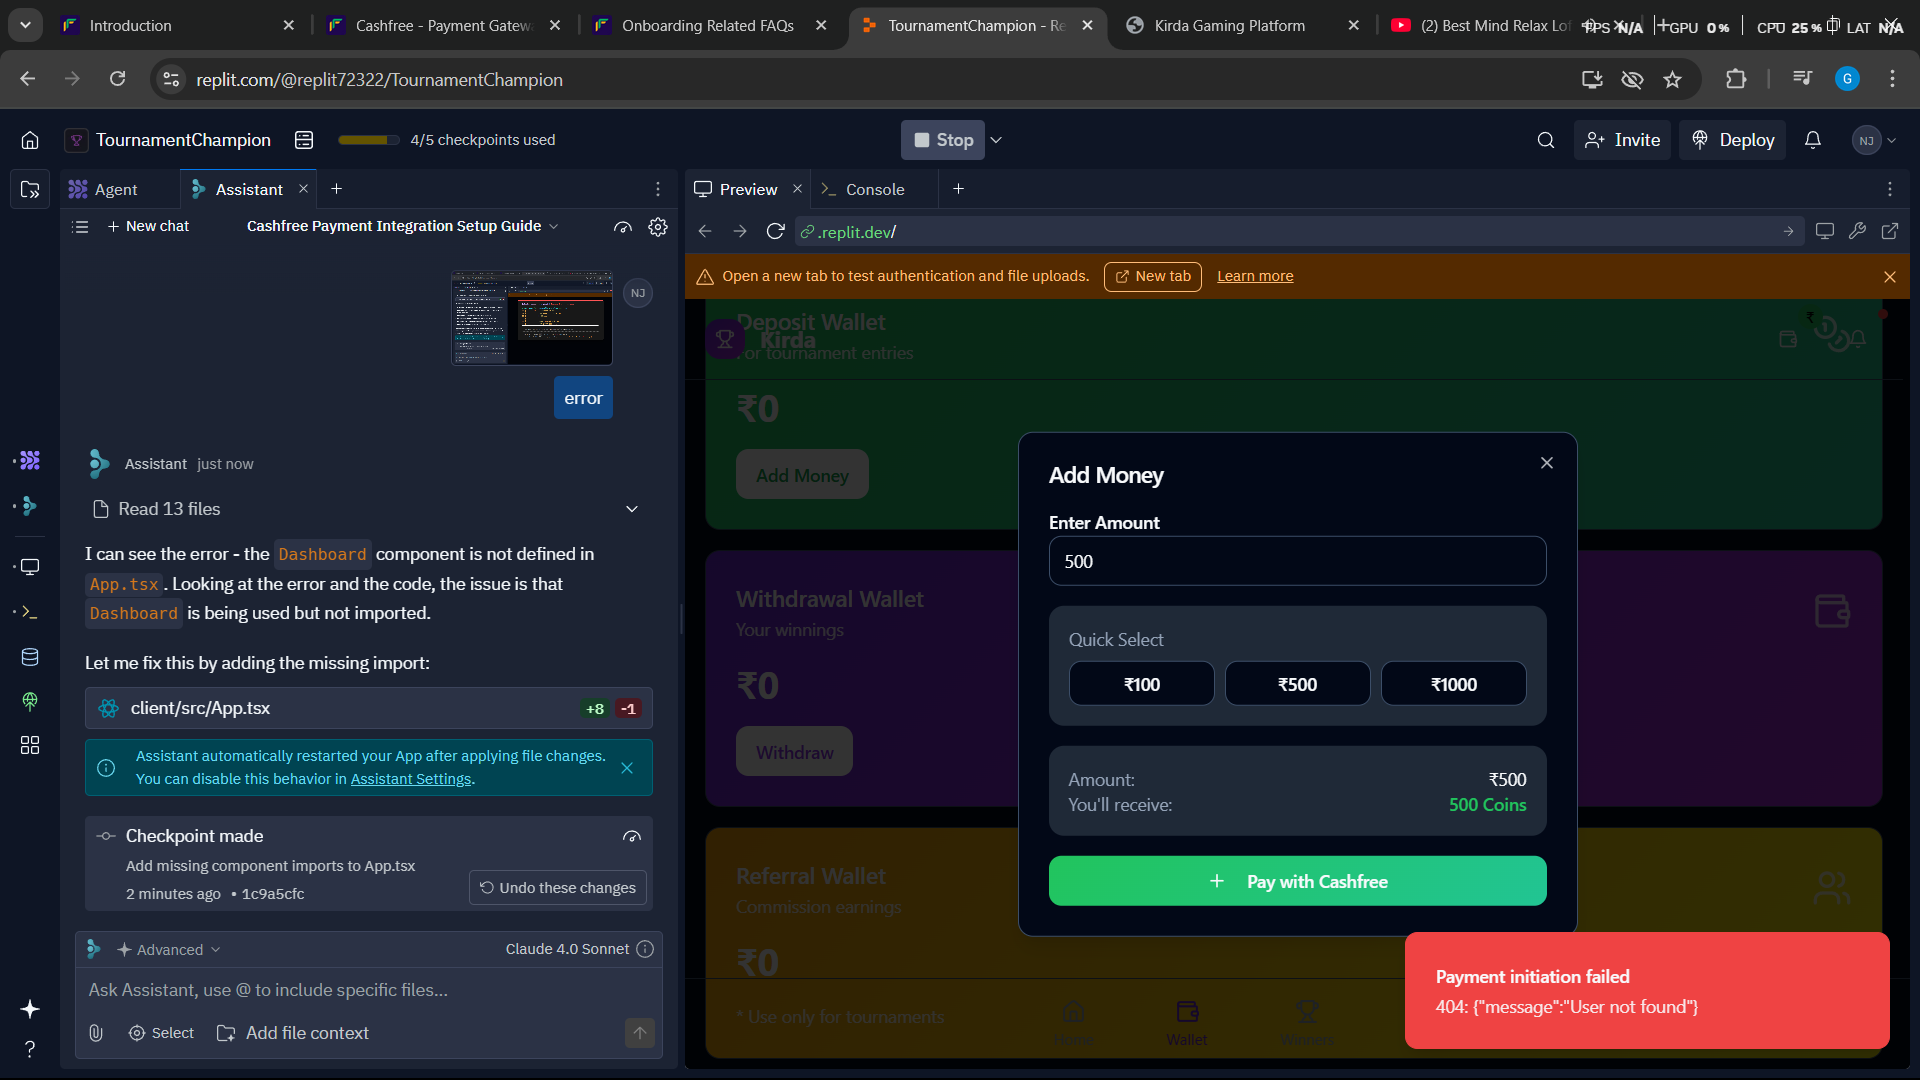 Introduction
Cashfree - Payment Gatew
Onboarding Related FAQs
TournamentChampion - Re
Kirda Gaming Platform
(2) Best Mind Relax Lof
FPS N/A
GPU 0 %
CPU 25 %
LAT N/A
replit.com/@replit72322/TournamentChampion
G
TournamentChampion
4/5 checkpoints used
Stop
Invite
Deploy
NJ
Agent
Assistant
Preview
Console
New chat
Cashfree Payment Integration Setup Guide
.replit.dev/
Open a new tab to test authentication and file uploads.
New tab
Learn more
NJ
error
Assistant just now
Read 13 files
I can see the error - the Dashboard component is not defined in
App.tsx. Looking at the error and the code, the issue is that
Dashboard is being used but not imported.
Let me fix this by adding the missing import:
client/src/App.tsx
+8 -1
Assistant automatically restarted your App after applying file changes.
You can disable this behavior in Assistant Settings.
Checkpoint made
Add missing component imports to App.tsx
2 minutes ago • 1c9a5cfc
Undo these changes
Advanced
Claude 4.0 Sonnet
Ask Assistant, use @ to include specific files...
Select
Add file context
?
Deposit Wallet
Kirda
For tournament entries
₹0
Add Money
Withdrawal Wallet
Your winnings
₹0
Withdraw
Referral Wallet
Commission earnings
₹0
* Use only for tournaments
Home
Wallet
Winners
Add Money
Enter Amount
500
Quick Select
₹100
₹500
₹1000
Amount:
₹500
You'll receive:
500 Coins
+ Pay with Cashfree
Payment initiation failed
404: {"message":"User not found"}